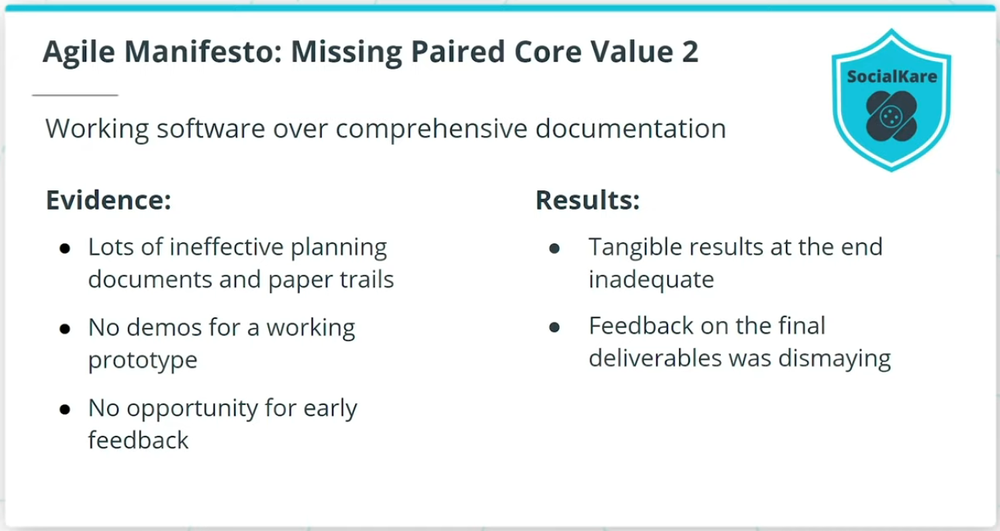 Agile Manifesto: Missing Paired Core Value 2
SocialKare
Working software over comprehensive documentation
Evidence:
● Lots of ineffective planning
documents and paper trails
● No demos for a working
prototype
● No opportunity for early
feedback
Results:
● Tangible results at the end
inadequate
● Feedback on the final
deliverables was dismaying